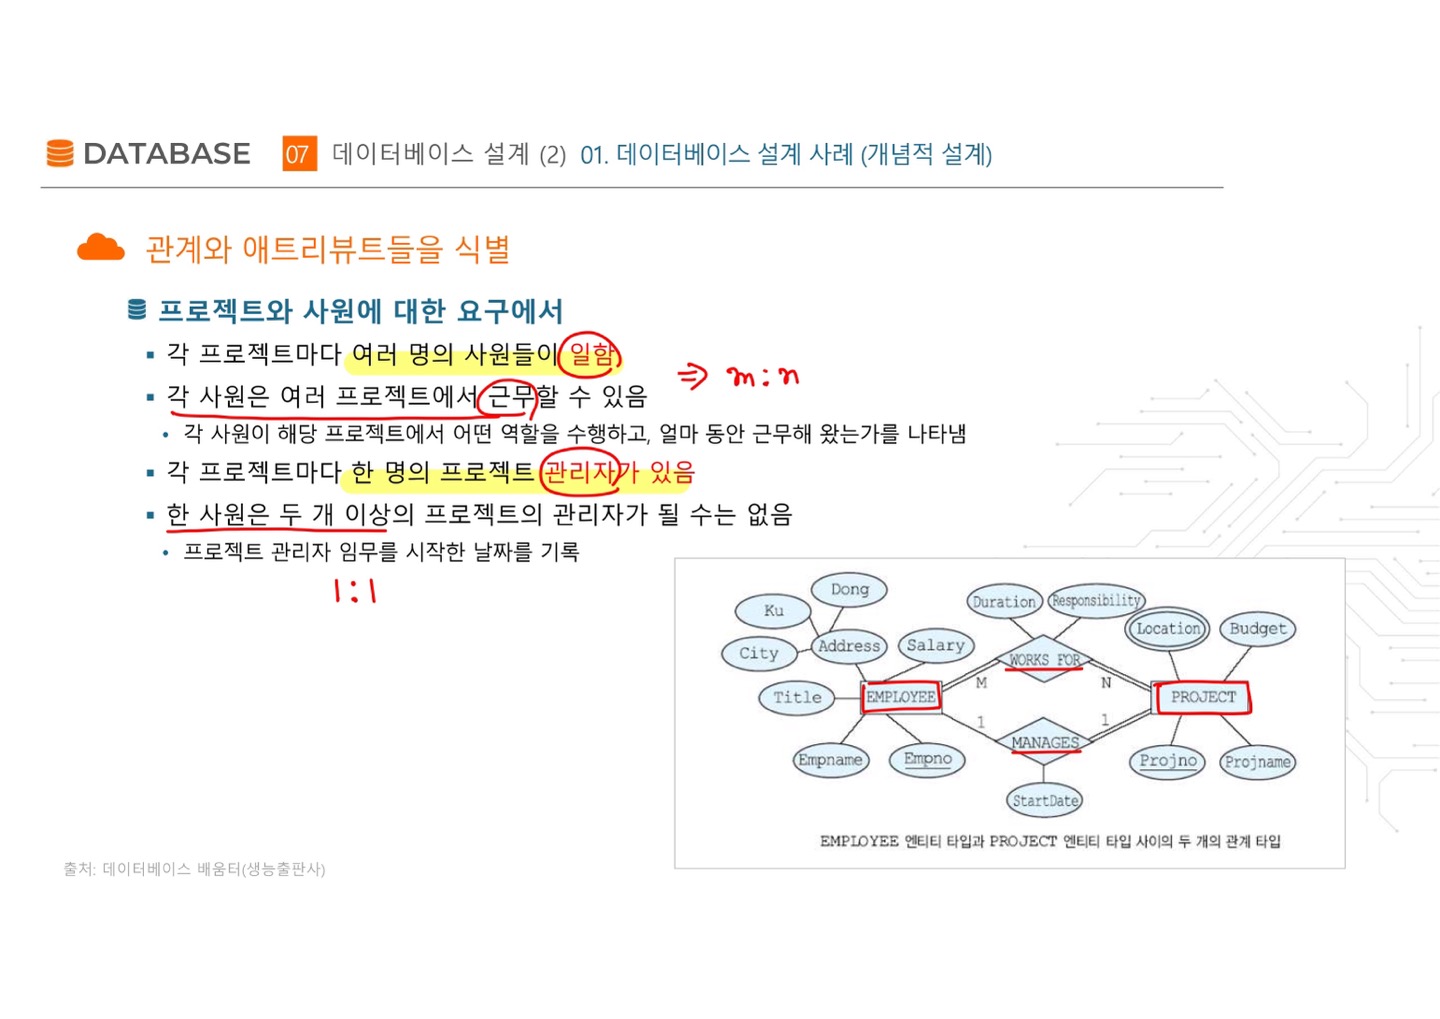 DATABASE 07 데이터베이스 설계 (2) 01. 데이터베이스 설계 사례 (개념적 설계)
관계와 애트리뷰트들을 식별
프로젝트와 사원에 대한 요구에서
▪ 각 프로젝트마다 여러 명의 사원들이 일함
⇒ m:n
▪ 각 사원은 여러 프로젝트에서 근무할 수 있음
• 각 사원이 해당 프로젝트에서 어떤 역할을 수행하고, 얼마 동안 근무해 왔는가를 나타냄
▪ 각 프로젝트마다 한 명의 프로젝트 관리자가 있음
▪ 한 사원은 두 개 이상의 프로젝트의 관리자가 될 수는 없음
• 프로젝트 관리자 임무를 시작한 날짜를 기록
1:1
Dong
Ku
City
Address
Salary
Title
EMPLOYEE
Empname
Empno
Duration
Responsibility
WORKS FOR
M
N
1
1
MANAGES
StartDate
Location
Budget
PROJECT
Projno
Projname
EMPLOYEE 엔티티 타입과 PROJECT 엔티티 타입 사이의 두 개의 관계 타입
출처: 데이터베이스 배움터(생능출판사)